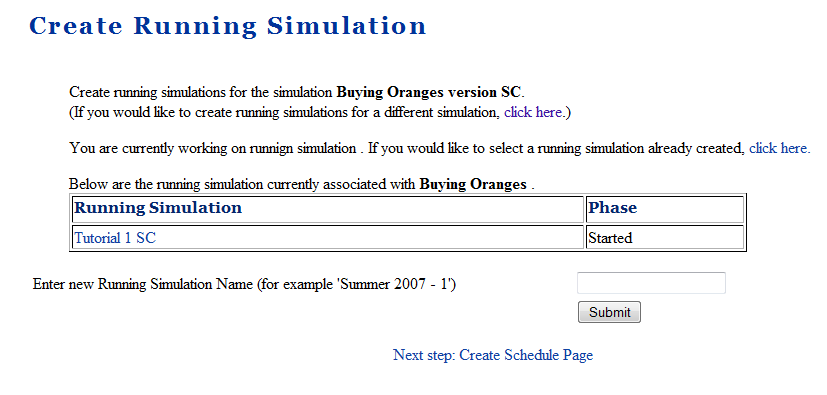 Create Running Simulation
Create running simulations for the simulation Buying Oranges version SC.
(If you would like to create running simulations for a different simulation, click here.)
You are currently working on runnign simulation . If you would like to select a running simulation already created, click here.
Below are the running simulation currently associated with Buying Oranges .
Running Simulation Phase
Tutorial 1 SC Started
Enter new Running Simulation Name (for example 'Summer 2007 - 1')
Submit
Next step: Create Schedule Page